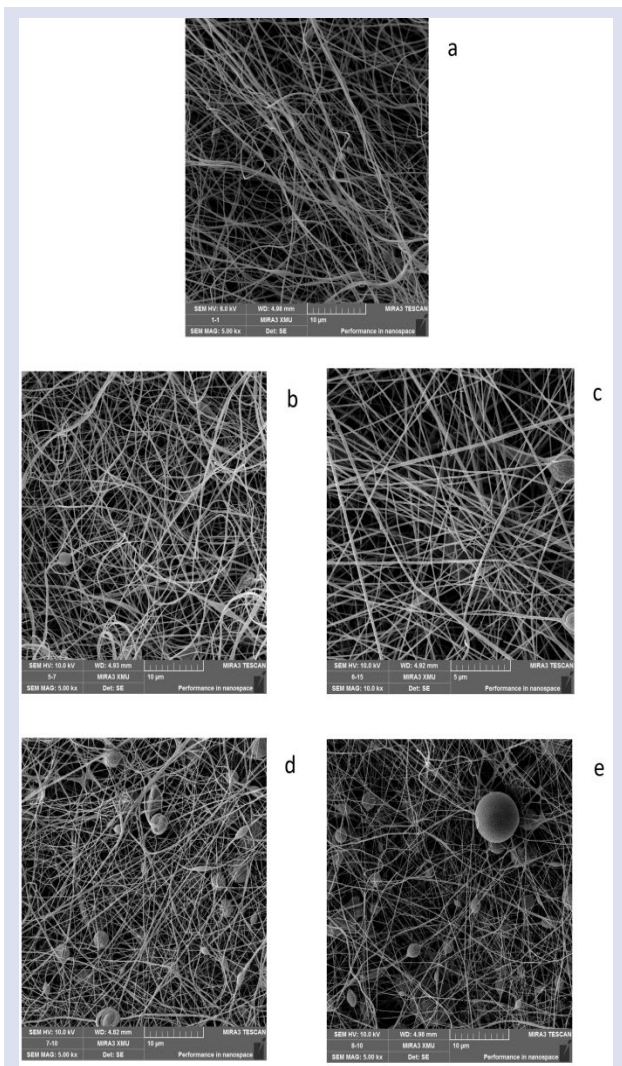 a
SEM HV: 8.0 kV WD: 4.98 mm MIRA3 TESCAN
1-1 MIRA3 XMU 10 µm
SEM MAG: 5.00 kx Det: SE Performance in nanospace
b
SEM HV: 10.0 kV WD: 4.93 mm MIRA3 TESCAN
5-7 MIRA3 XMU 10 µm
SEM MAG: 5.00 kx Det: SE Performance in nanospace
c
SEM HV: 10.0 kV WD: 4.92 mm MIRA3 TESCAN
6-15 MIRA3 XMU 5 µm
SEM MAG: 10.0 kx Det: SE Performance in nanospace
d
SEM HV: 10.0 kV WD: 4.82 mm MIRA3 TESCAN
7-10 MIRA3 XMU 10 µm
SEM MAG: 5.00 kx Det: SE Performance in nanospace
e
SEM HV: 10.0 kV WD: 4.96 mm MIRA3 TESCAN
8-10 MIRA3 XMU 10 µm
SEM MAG: 5.00 kx Det: SE Performance in nanospace